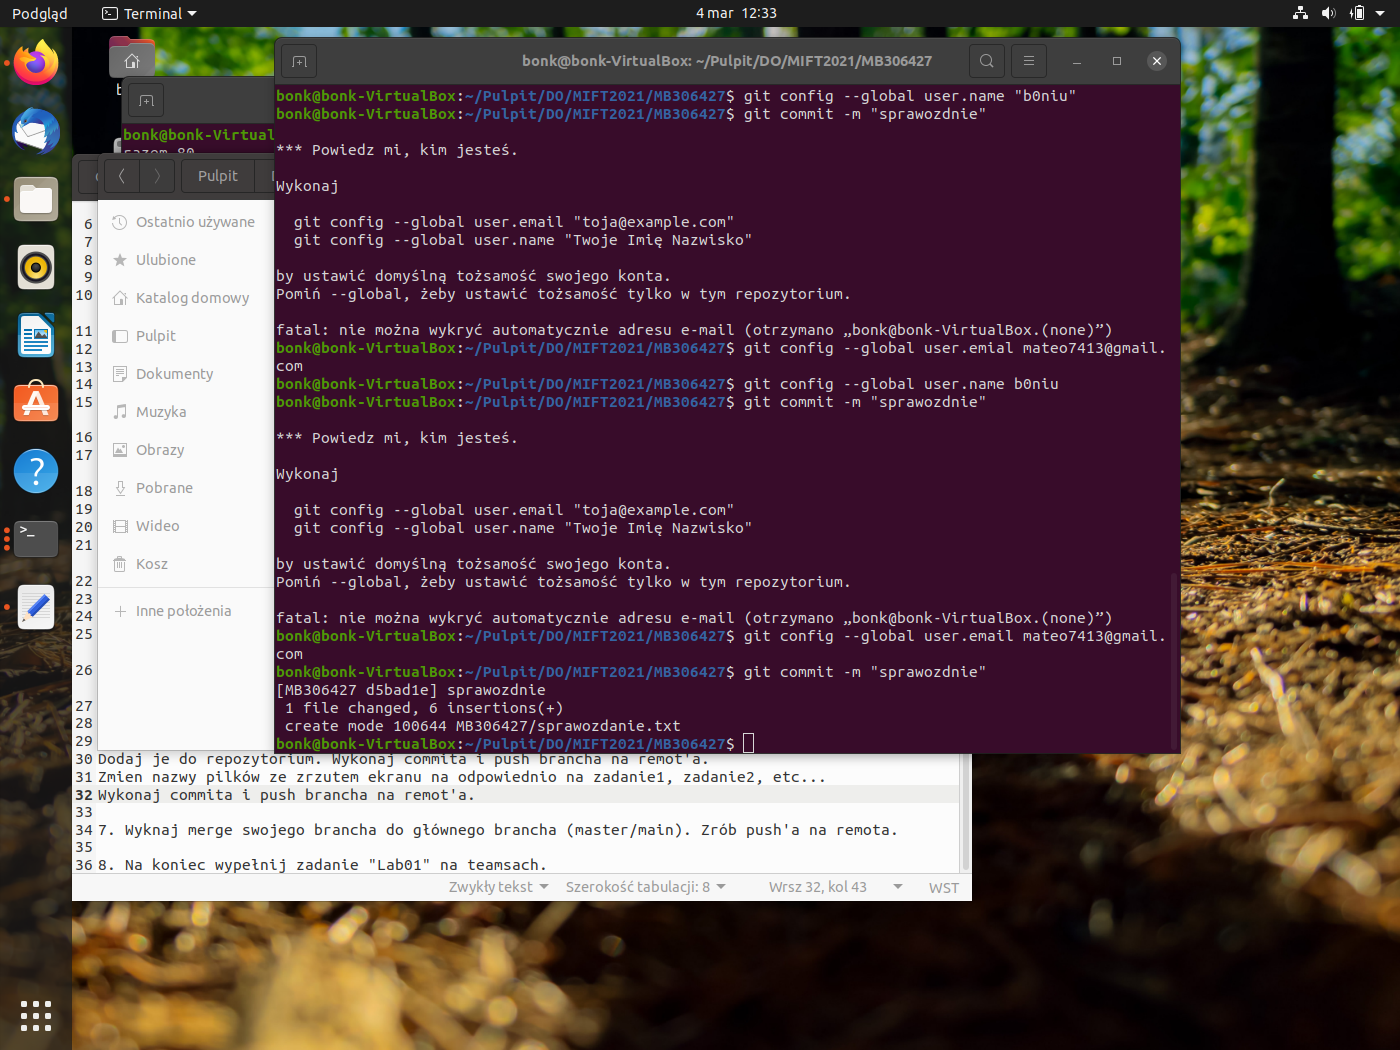 Podgląd
Terminal
4 mar 12:33
bonk@bonk-VirtualBox: ~/Pulpit/DO/MIFT2021/MB306427
bonk@bonk-VirtualBox:~/Pulpit/DO/MIFT2021/MB306427$ git config --global user.name "b0niu"
bonk@bonk-VirtualBox:~/Pulpit/DO/MIFT2021/MB306427$ git commit -m "sprawozdnie"
*** Powiedz mi, kim jesteś.
Wykonaj
git config --global user.email "toja@example.com"
git config --global user.name "Twoje Imię Nazwisko"
by ustawić domyślną tożsamość swojego konta.
Pomiń --global, żeby ustawić tożsamość tylko w tym repozytorium.
fatal: nie można wykryć automatycznie adresu e-mail (otrzymano „bonk@bonk-VirtualBox.(none)”)
bonk@bonk-VirtualBox:~/Pulpit/DO/MIFT2021/MB306427$ git config --global user.emial mateo7413@gmail.
com
bonk@bonk-VirtualBox:~/Pulpit/DO/MIFT2021/MB306427$ git config --global user.name b0niu
bonk@bonk-VirtualBox:~/Pulpit/DO/MIFT2021/MB306427$ git commit -m "sprawozdnie"
*** Powiedz mi, kim jesteś.
Wykonaj
git config --global user.email "toja@example.com"
git config --global user.name "Twoje Imię Nazwisko"
by ustawić domyślną tożsamość swojego konta.
Pomiń --global, żeby ustawić tożsamość tylko w tym repozytorium.
fatal: nie można wykryć automatycznie adresu e-mail (otrzymano „bonk@bonk-VirtualBox.(none)”)
bonk@bonk-VirtualBox:~/Pulpit/DO/MIFT2021/MB306427$ git config --global user.email mateo7413@gmail.
com
bonk@bonk-VirtualBox:~/Pulpit/DO/MIFT2021/MB306427$ git commit -m "sprawozdnie"
[MB306427 d5bad1e] sprawozdnie
1 file changed, 6 insertions(+)
create mode 100644 MB306427/sprawozdanie.txt
bonk@bonk-VirtualBox:~/Pulpit/DO/MIFT2021/MB306427$
bonk@bonk-Virtual
Pulpit
Ostatnio używane
Ulubione
Katalog domowy
Pulpit
Dokumenty
Muzyka
Obrazy
Pobrane
Wideo
Kosz
Inne położenia
6
7
8
9
10
11
12
13
14
15
16
17
18
19
20
21
22
23
24
25
26
27
28
29
30 Dodaj je do repozytorium. Wykonaj commita i push brancha na remot'a.
31 Zmien nazwy pilków ze zrzutem ekranu na odpowiednio na zadanie1, zadanie2, etc...
32 Wykonaj commita i push brancha na remot'a.
33
34 7. Wyknaj merge swojego brancha do głównego brancha (master/main). Zrób push'a na remota.
35
36 8. Na koniec wypełnij zadanie "Lab01" na teamsach.
Zwykły tekst
Szerokość tabulacji: 8
Wrsz 32, kol 43
WST